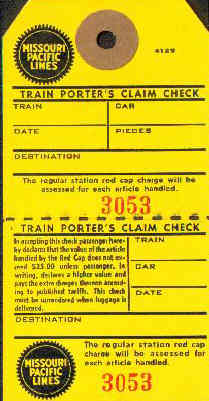 MISSOURI
PACIFIC
LINES
4129
TRAIN PORTER'S CLAIM CHECK
TRAIN CAR
DATE PIECES
DESTINATION
The regular station red cap charge will be
assessed for each article handled.
3053
TRAIN PORTER'S CLAIM CHECK
In accepting this check passenger here-
by declares that the value of the article
handled by the Red Cap does not ex-
ceed $25.00 unless passenger, in
writing, declares a higher value and
pays the extra charges thereon accord-
ing to published tariffs. This check
must be surrendered when luggage is
delivered.
TRAIN
CAR
DATE
DESTINATION
MISSOURI
PACIFIC
LINES
The regular station red cap
charge will be assessed for
each article handled.
3053